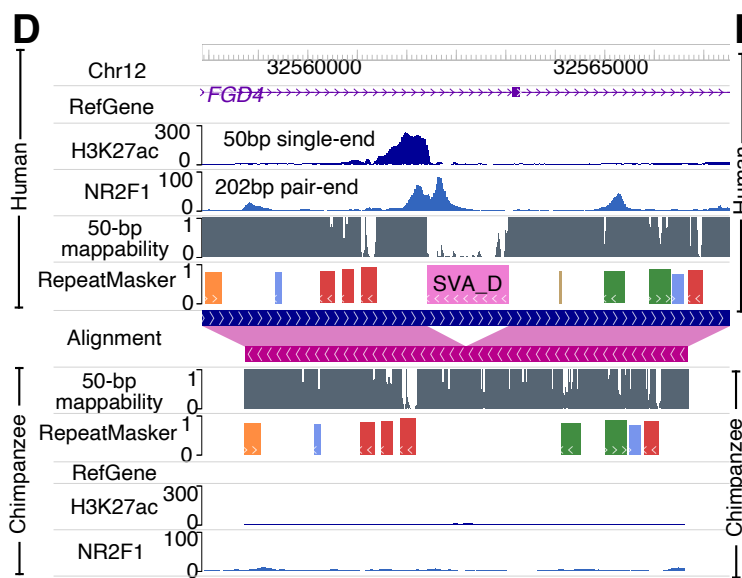 D
Chr12
32560000
32565000
RefGene
FGD4
H3K27ac
300
0
50bp single-end
NR2F1
100
0
202bp pair-end
50-bp
mappability
1
0
RepeatMasker
1
0
SVA_D
Human
Human
Alignment
50-bp
mappability
1
0
RepeatMasker
1
0
RefGene
H3K27ac
300
0
NR2F1
100
0
Chimpanzee
Chimpanzee